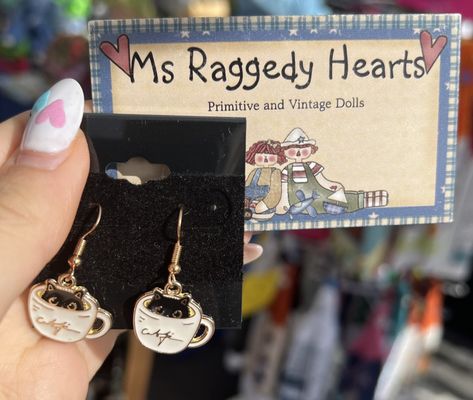 Ms Raggedy Hearts
Primitive and Vintage Dolls